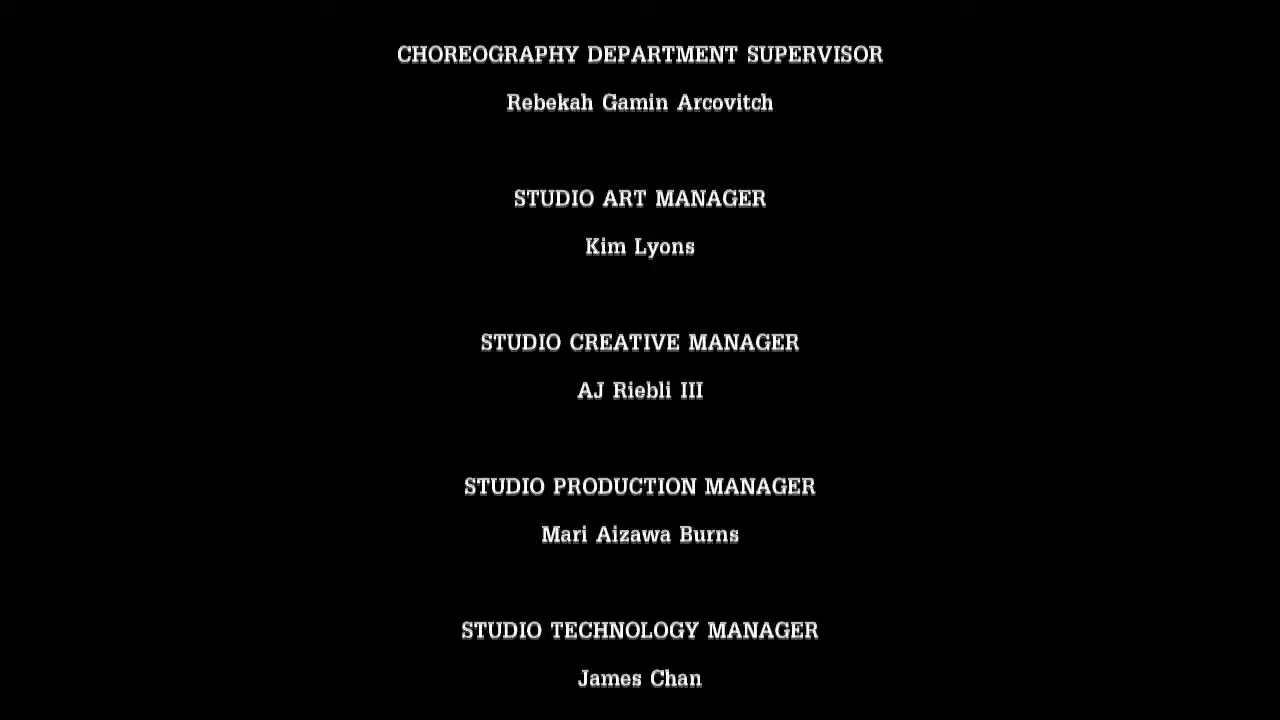 CHOREOGRAPHY DEPARTMENT SUPERVISOR
Rebekah Gamin Arcovitch
STUDIO ART MANAGER
Kim Lyons
STUDIO CREATIVE MANAGER
AJ Riebli III
STUDIO PRODUCTION MANAGER
Mari Aizawa Burns
STUDIO TECHNOLOGY MANAGER
James Chan